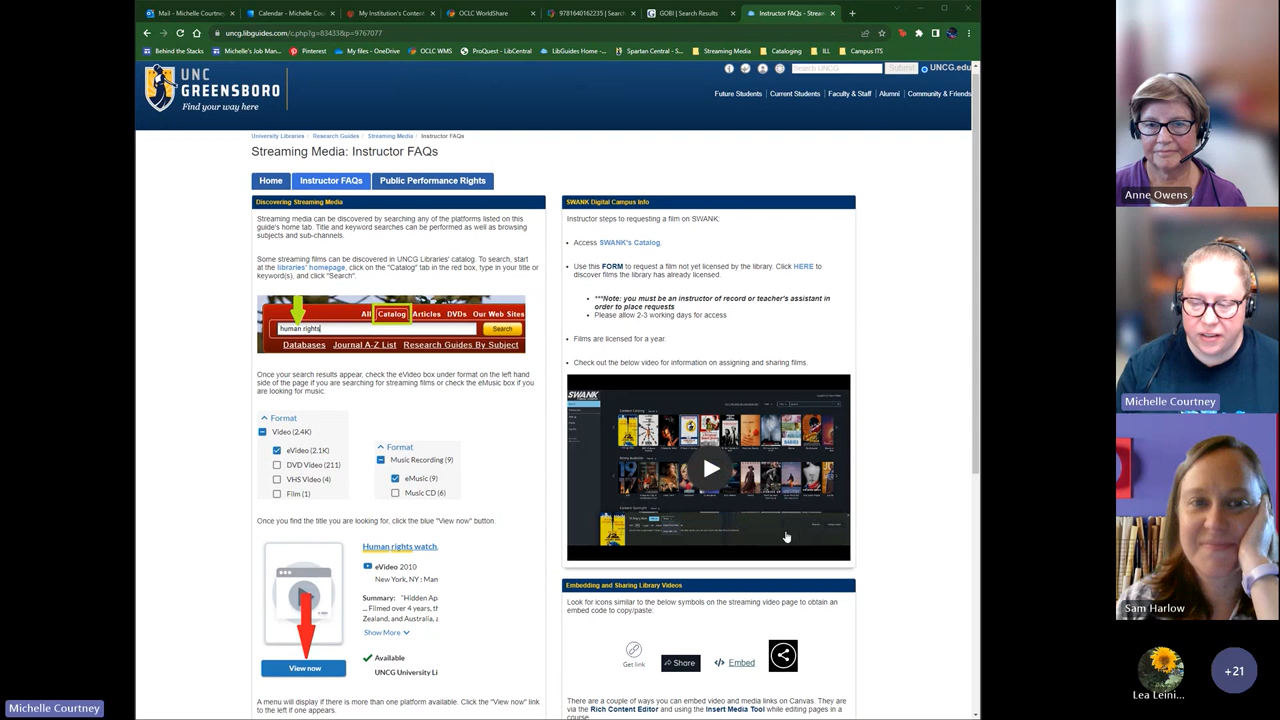 Mail - Michelle Courtney
Calendar - Michelle Co
My Institution's Content
OCLC WorldShare
9781640162235 | Search
GOBI | Search Results
Instructor FAQs - Stream
uncg.libguides.com/c.php?g=83433&p=9767077
Behind the Stacks
Michelle's Job Man...
Pinterest
My files - OneDrive
OCLC WMS
ProQuest - LibCentral
LibGuides Home -...
Spartan Central - S...
Streaming Media
Cataloging
ILL
Campus ITS
UNC
GREENSBORO
Find your way here
Search UNCG
Submit
UNCG.edu
Future Students
Current Students
Faculty & Staff
Alumni
Community & Friends
University Libraries / Research Guides / Streaming Media / Instructor FAQs
Streaming Media: Instructor FAQs
Home
Instructor FAQs
Public Performance Rights
Discovering Streaming Media
Streaming media can be discovered by searching any of the platforms listed on this
guide's home tab. Title and keyword searches can be performed as well as browsing
subjects and sub-channels.
Some streaming films can be discovered in UNCG Libraries' catalog. To search, start
at the libraries' homepage, click on the "Catalog" tab in the red box, type in your title or
keyword(s), and click "Search".
All Catalog Articles DVDs Our Web Sites
human rights
Search
Databases Journal A-Z List Research Guides By Subject
Once your search results appear, check the eVideo box under format on the left hand
side of the page if you are searching for streaming films or check the eMusic box if you
are looking for music.
Format
Video (2.4K)
eVideo (2.1K)
DVD Video (211)
VHS Video (4)
Film (1)
Format
Music Recording (9)
eMusic (9)
Music CD (6)
Once you find the title you are looking for, click the blue "View now" button.
Human rights watch.
eVideo 2010
New York, NY : Man
Summary: "Hidden Ap
... Filmed over 4 years, t
Zealand, and Australia, a
Show More
Available
UNCG University Li
View now
A menu will display if there is more than one platform available. Click the "View now" link
to the left if one appears.
SWANK Digital Campus Info
Instructor steps to requesting a film on SWANK:
• Access SWANK's Catalog.
• Use this FORM to request a film not yet licensed by the library. Click HERE to
discover films the library has already licensed.
• ***Note: you must be an instructor of record or teacher's assistant in
order to place requests
• Please allow 2-3 working days for access
• Films are licensed for a year.
• Check out the below video for information on assigning and sharing films.
SWANK
Embedding and Sharing Library Videos
Look for icons similar to the below symbols on the streaming video page to obtain an
embed code to copy/paste:
Get link
Share
</> Embed
There are a couple of ways you can embed video and media links on Canvas. They are
via the Rich Content Editor and using the Insert Media Tool while editing pages in a
course.
Anne Owens
Michelle Courtney
Sam Harlow
Lea Leini...
+21
Michelle Courtney